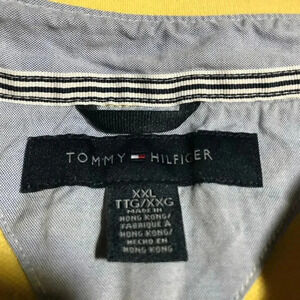 TOMMY HILFIGER
XXL
TTG/XXG
MADE IN
HONG KONG/
FABRIQUÉ À
HONG KONG/
HECHO EN
HONG KONG